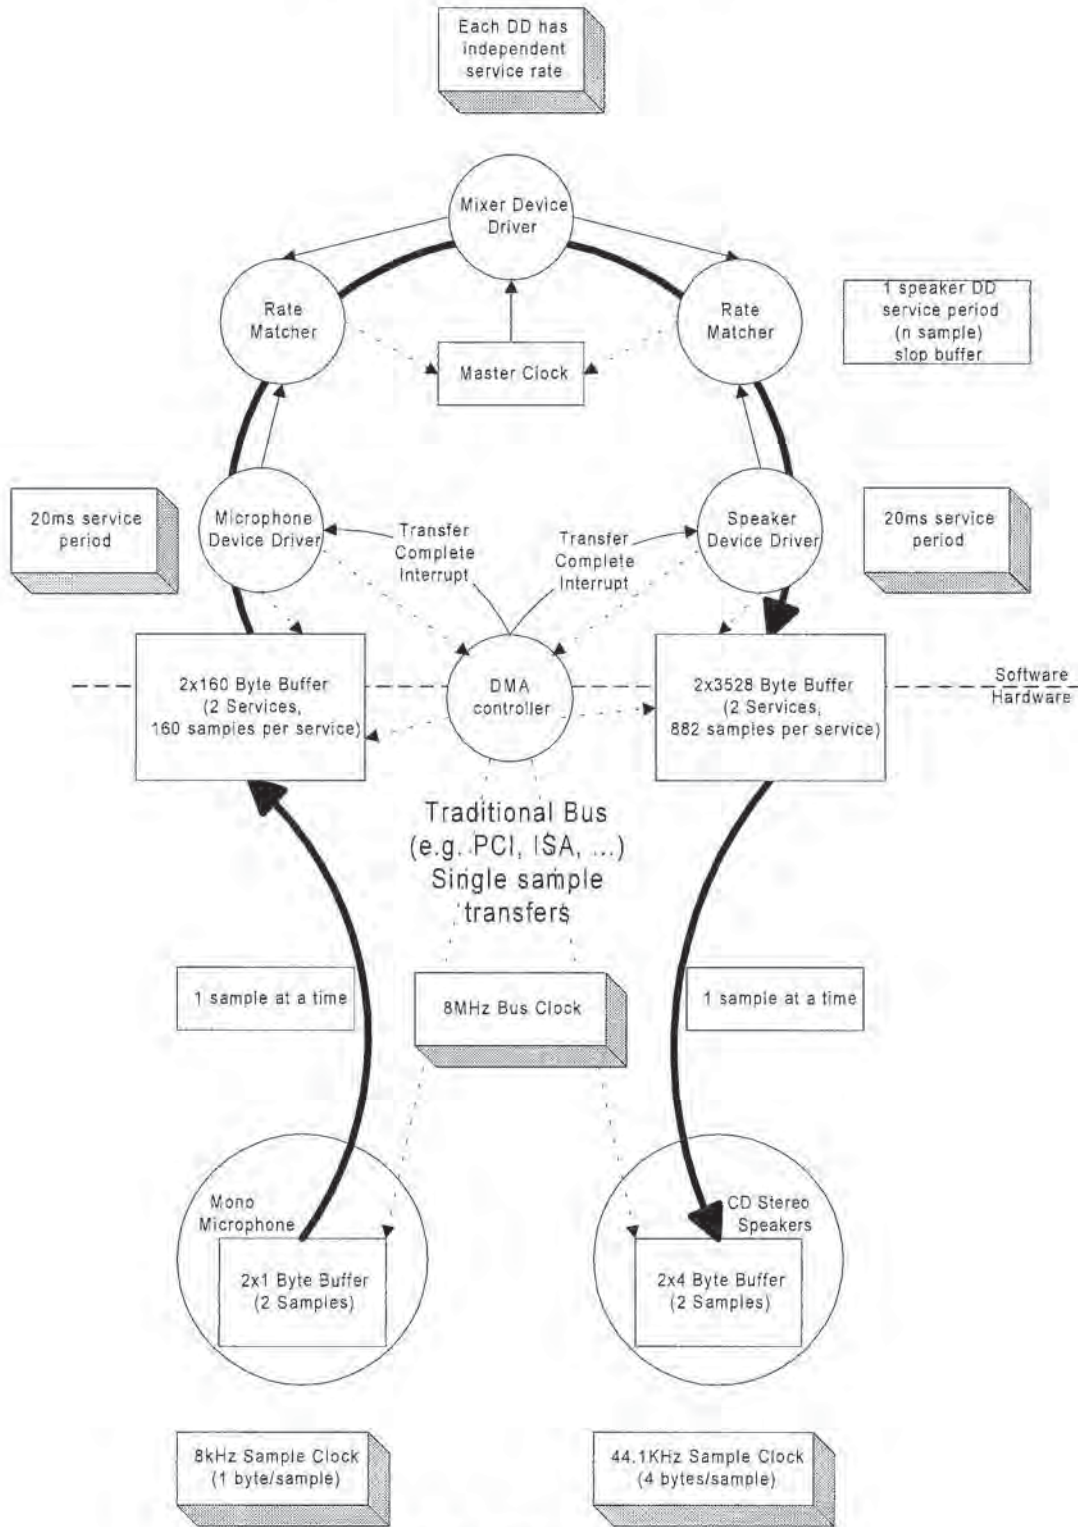 Each DD has
independent
service rate
Mixer Device
Driver
Rate
Matcher
Rate
Matcher
1 speaker DD
service period
(n sample)
slop buffer
Master Clock
20ms service
period
Microphone
Device Driver
Transfer
Complete
Interrupt
Transfer
Complete
Interrupt
Speaker
Device Driver
20ms service
period
2x160 Byte Buffer
(2 Services,
160 samples per service)
DMA
controller
2x3528 Byte Buffer
(2 Services,
882 samples per service)
Software
Hardware
Traditional Bus
(e.g. PCI, ISA, ...)
Single sample
transfers
1 sample at a time
8MHz Bus Clock
1 sample at a time
Mono
Microphone
2x1 Byte Buffer
(2 Samples)
CD Stereo
Speakers
2x4 Byte Buffer
(2 Samples)
8kHz Sample Clock
(1 byte/sample)
44.1KHz Sample Clock
(4 bytes/sample)